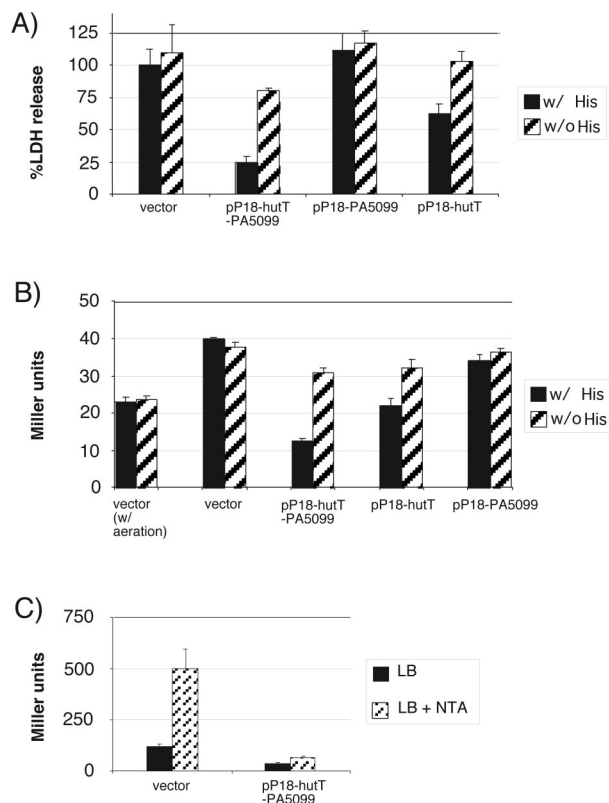 A)
125
100
75
50
25
0
%LDH release
vector
pP18-hutT
-PA5099
pP18-PA5099
pP18-hutT
w/ His
w/o His
B)
50
40
30
20
10
0
Miller units
vector
(w/
aeration)
vector
pP18-hutT
-PA5099
pP18-hutT
pP18-PA5099
w/ His
w/o His
C)
750
500
250
0
Miller units
vector
pP18-hutT
-PA5099
LB
LB + NTA